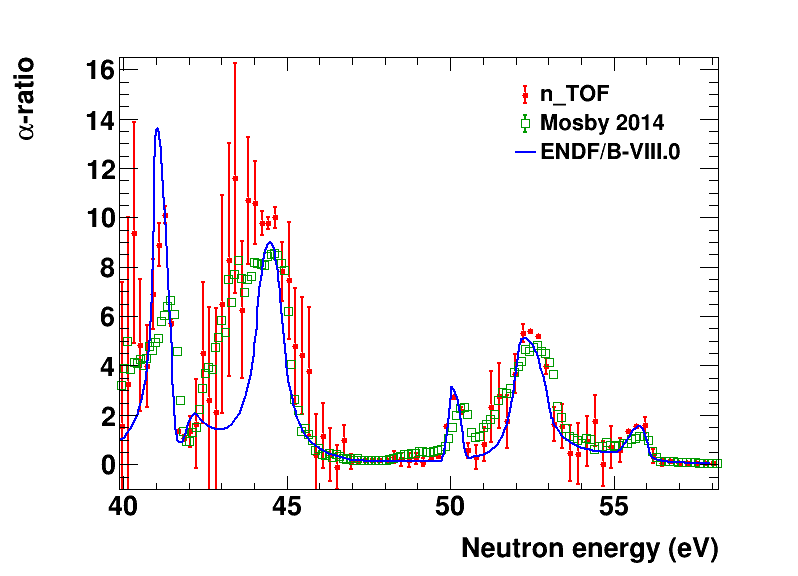 α-ratio
16
14
12
10
8
6
4
2
0
n_TOF
Mosby 2014
ENDF/B-VIII.0
40 45 50 55
Neutron energy (eV)